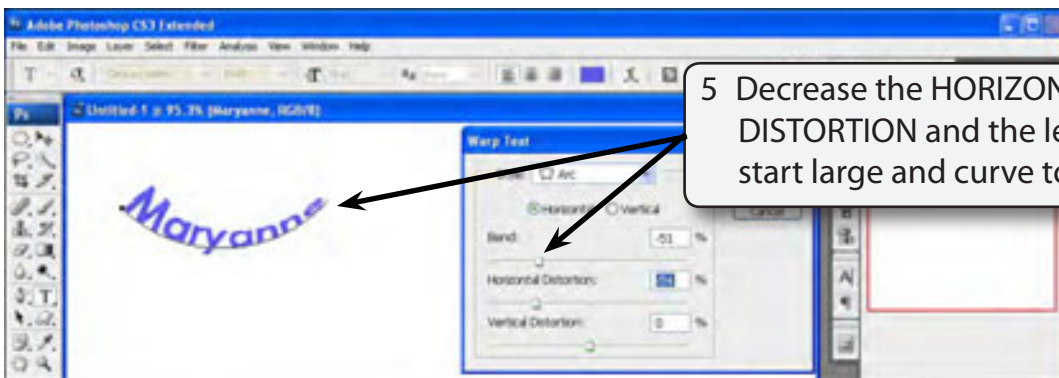 Adobe Photoshop CS3 Extended
File Edit Image Layer Select Filter Analysis View Window Help
T
Ps
Untitled-1 @ 95.3% (Maryanne, RGB/8)
5 Decrease the HORIZON
DISTORTION and the le
start large and curve to
Warp Text
Arc
Horizontal Vertical
Cancel
Bend: -51 %
Horizontal Distortion: %
Vertical Distortion: 0 %
Maryanne